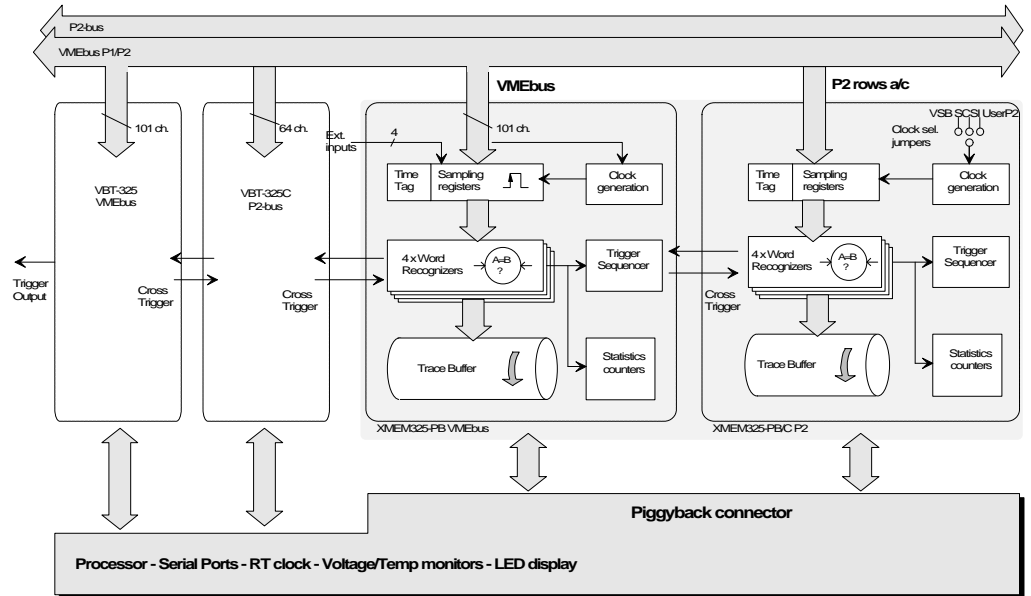 P2-bus
VMEbus P1/P2
VMEbus
P2 rows a/c
101 ch.
64 ch.
Ext.
inputs
4
101 ch.
VSB SCSI UserP2
Clock sel.
jumpers
VBT-325
VMEbus
VBT-325C
P2-bus
Time
Tag
Sampling
registers
Clock
generation
Time
Tag
Sampling
registers
Clock
generation
4 x Word
Recognizers
A=B
?
Trigger
Sequencer
4 x Word
Recognizers
A=B
?
Trigger
Sequencer
Trigger
Output
Cross
Trigger
Cross
Trigger
Cross
Trigger
Trace Buffer
Statistics
counters
Trace Buffer
Statistics
counters
XMEM325-PB VMEbus
XMEM325-PB/C P2
Piggyback connector
Processor - Serial Ports - RT clock - Voltage/Temp monitors - LED display